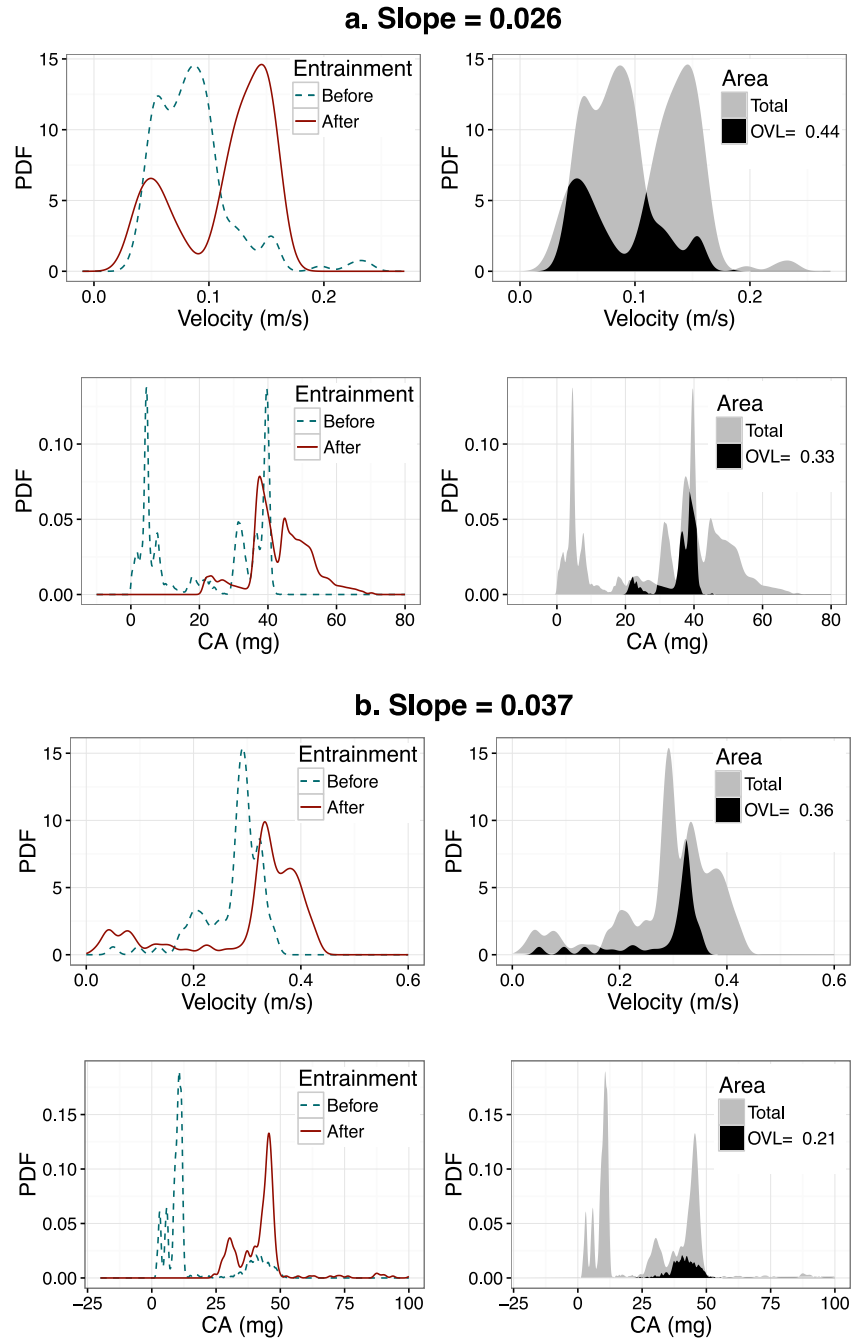 a. Slope = 0.026
15
10
5
0
PDF
0.0
0.1
0.2
Velocity (m/s)
Entrainment
Before
After
15
10
5
0
PDF
0.0
0.1
0.2
Velocity (m/s)
Area
Total
OVL= 0.44
0.10
0.05
0.00
PDF
0
20
40
60
80
CA (mg)
Entrainment
Before
After
0.10
0.05
0.00
PDF
0
20
40
60
80
CA (mg)
Area
Total
OVL= 0.33
b. Slope = 0.037
15
10
5
0
PDF
0.0
0.2
0.4
0.6
Velocity (m/s)
Entrainment
Before
After
15
10
5
0
PDF
0.0
0.2
0.4
0.6
Velocity (m/s)
Area
Total
OVL= 0.36
0.15
0.10
0.05
0.00
PDF
−25
0
25
50
75
100
CA (mg)
Entrainment
Before
After
0.15
0.10
0.05
0.00
PDF
−25
0
25
50
75
100
CA (mg)
Area
Total
OVL= 0.21